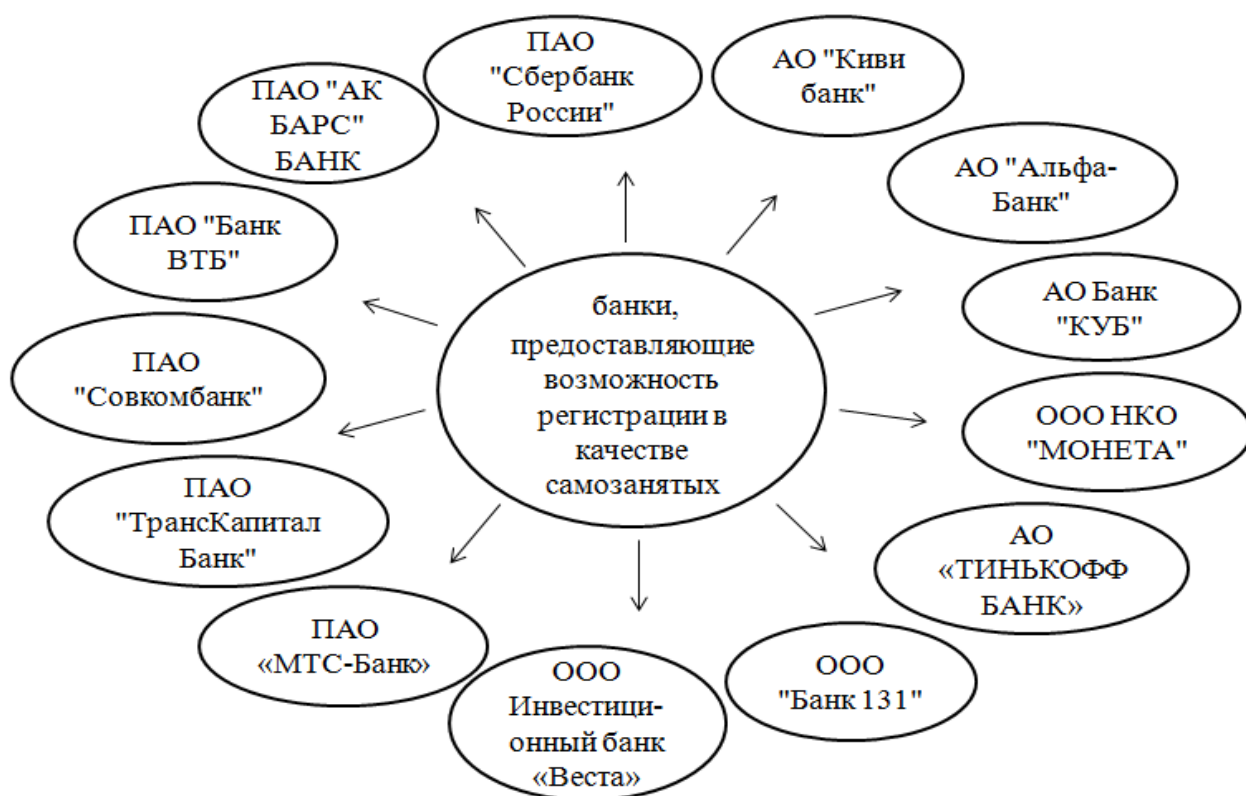 ПАО
"Сбербанк
России"
АО "Киви
банк"
АО "Альфа-
Банк"
АО Банк
"КУБ"
ООО НКО
"МОНЕТА"
АО
«ТИНЬКОФФ
БАНК»
ООО
"Банк 131"
ООО
Инвестици-
онный банк
«Веста»
ПАО
«МТС-Банк»
ПАО
"ТрансКапитал
Банк"
ПАО
"Совкомбанк"
ПАО "Банк
ВТБ"
ПАО "АК
БАРС"
БАНК
банки,
предоставляющие
возможность
регистрации в
качестве
самозанятых